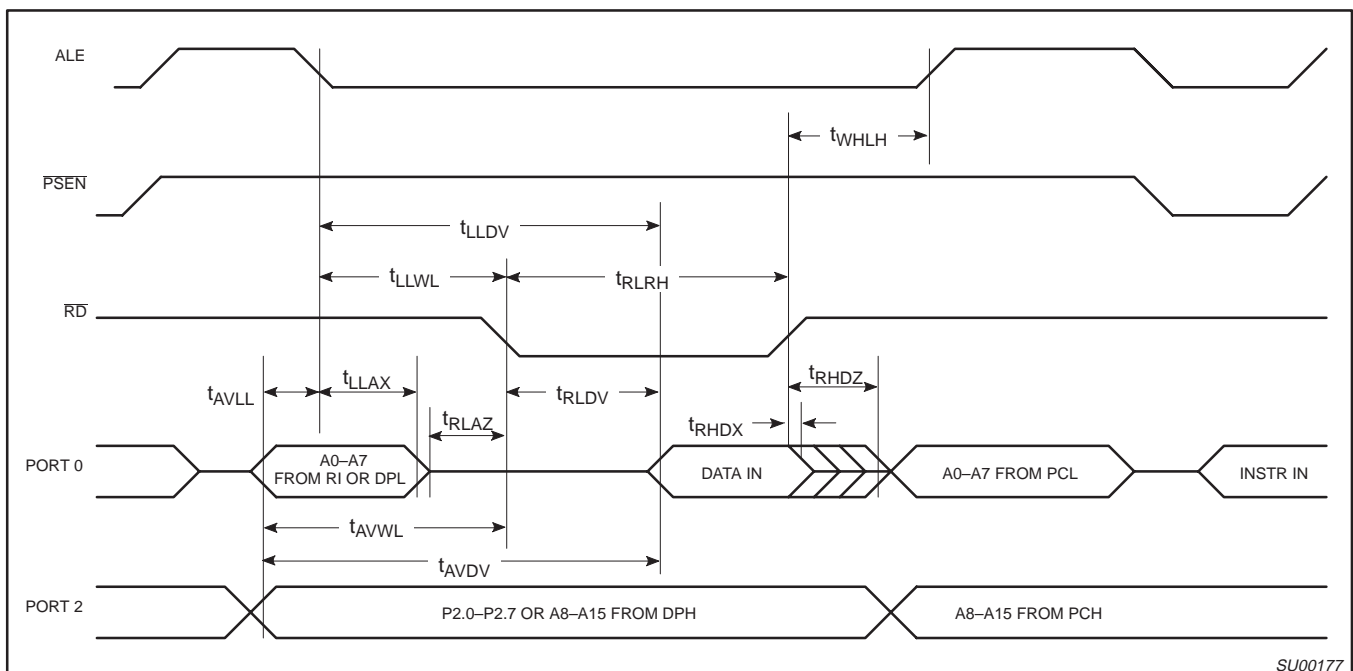 ALE
tWHLH
PSEN
tLLDV
tLLWL
tRLRH
RD
tAVLL
tLLAX
tRLDV
tRHDZ
tRLAZ
tRHDX
PORT 0
A0–A7
FROM RI OR DPL
DATA IN
A0–A7 FROM PCL
INSTR IN
tAVWL
tAVDV
PORT 2
P2.0–P2.7 OR A8–A15 FROM DPH
A8–A15 FROM PCH
SU00177